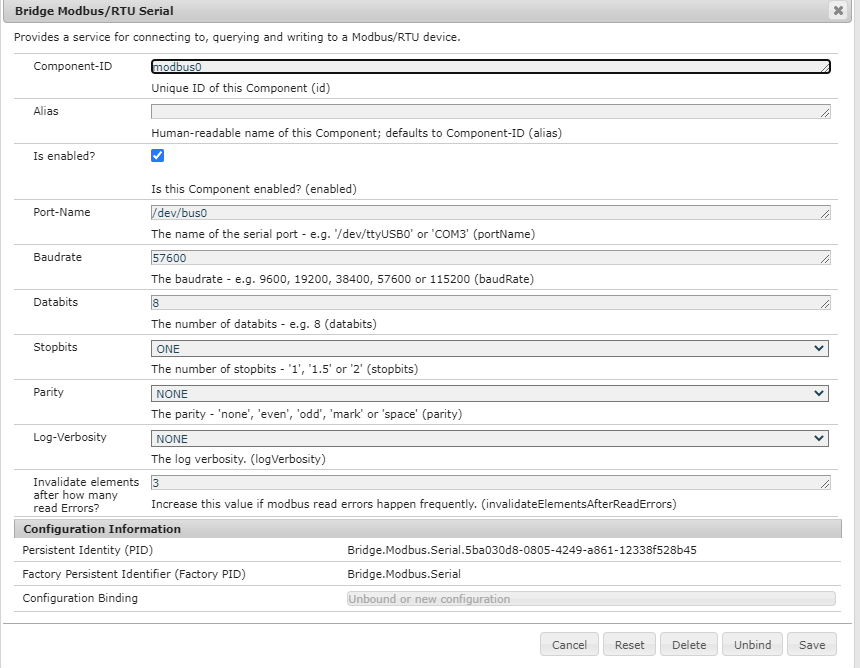 Bridge Modbus/RTU Serial
Provides a service for connecting to, querying and writing to a Modbus/RTU device.
Component-ID
modbus0
Unique ID of this Component (id)
Alias
Human-readable name of this Component; defaults to Component-ID (alias)
Is enabled?
Is this Component enabled? (enabled)
Port-Name
/dev/bus0
The name of the serial port - e.g. '/dev/ttyUSB0' or 'COM3' (portName)
Baudrate
57600
The baudrate - e.g. 9600, 19200, 38400, 57600 or 115200 (baudRate)
Databits
8
The number of databits - e.g. 8 (databits)
Stopbits
ONE
The number of stopbits - '1', '1.5' or '2' (stopbits)
Parity
NONE
The parity - 'none', 'even', 'odd', 'mark' or 'space' (parity)
Log-Verbosity
NONE
The log verbosity. (logVerbosity)
Invalidate elements
after how many
read Errors?
3
Increase this value if modbus read errors happen frequently. (invalidateElementsAfterReadErrors)
Configuration Information
Persistent Identity (PID)
Bridge.Modbus.Serial.5ba030d8-0805-4249-a861-12338f528b45
Factory Persistent Identifier (Factory PID)
Bridge.Modbus.Serial
Configuration Binding
Unbound or new configuration
Cancel
Reset
Delete
Unbind
Save